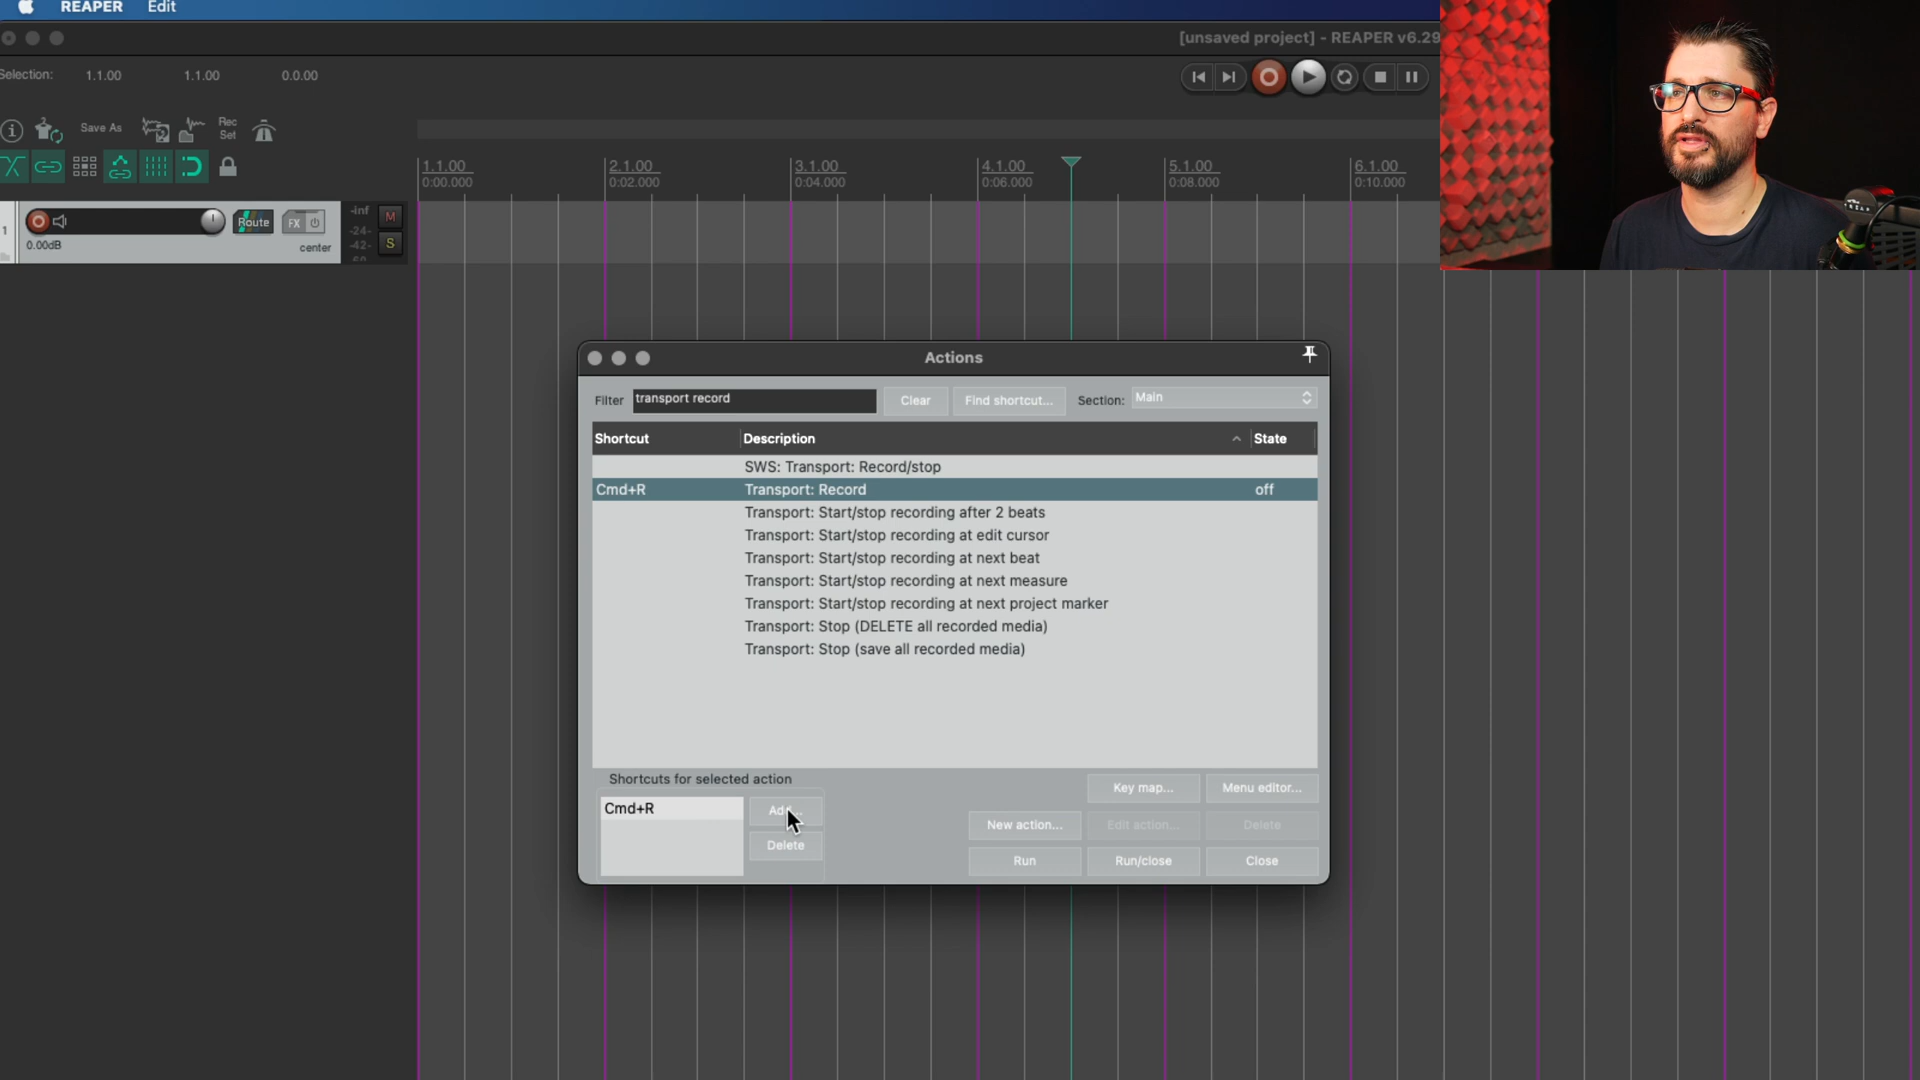 REAPER Edit
[unsaved project] - REAPER v6.29
Selection: 1.1.00 1.1.00 0.0.00
Save As
Rec
Set
1.1.00 2.1.00 3.1.00 4.1.00 5.1.00 6.1.00
0:00.000 0:02.000 0:04.000 0:06.000 0:08.000 0:10.000
1
Route
FX
0.00dB
center
-inf
-24-
-42-
-60-
M
S
Actions
Filter transport record Clear Find shortcut... Section: Main
Shortcut Description State
SWS: Transport: Record/stop
Cmd+R Transport: Record off
Transport: Start/stop recording after 2 beats
Transport: Start/stop recording at edit cursor
Transport: Start/stop recording at next beat
Transport: Start/stop recording at next measure
Transport: Start/stop recording at next project marker
Transport: Stop (DELETE all recorded media)
Transport: Stop (save all recorded media)
Shortcuts for selected action
Cmd+R
Add...
Delete
Key map... Menu editor...
New action... Edit action... Delete
Run Run/close Close